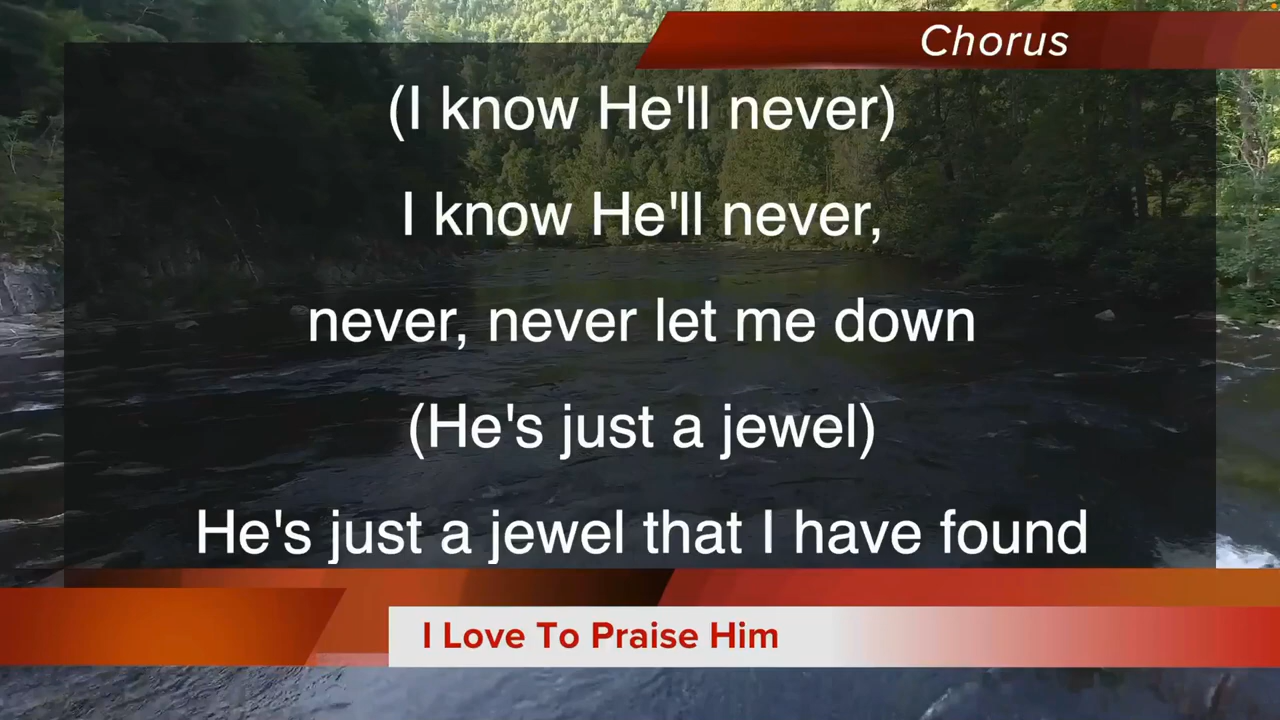 Chorus
(I know He'll never)
I know He'll never,
never, never let me down
(He's just a jewel)
He's just a jewel that I have found
I Love To Praise Him